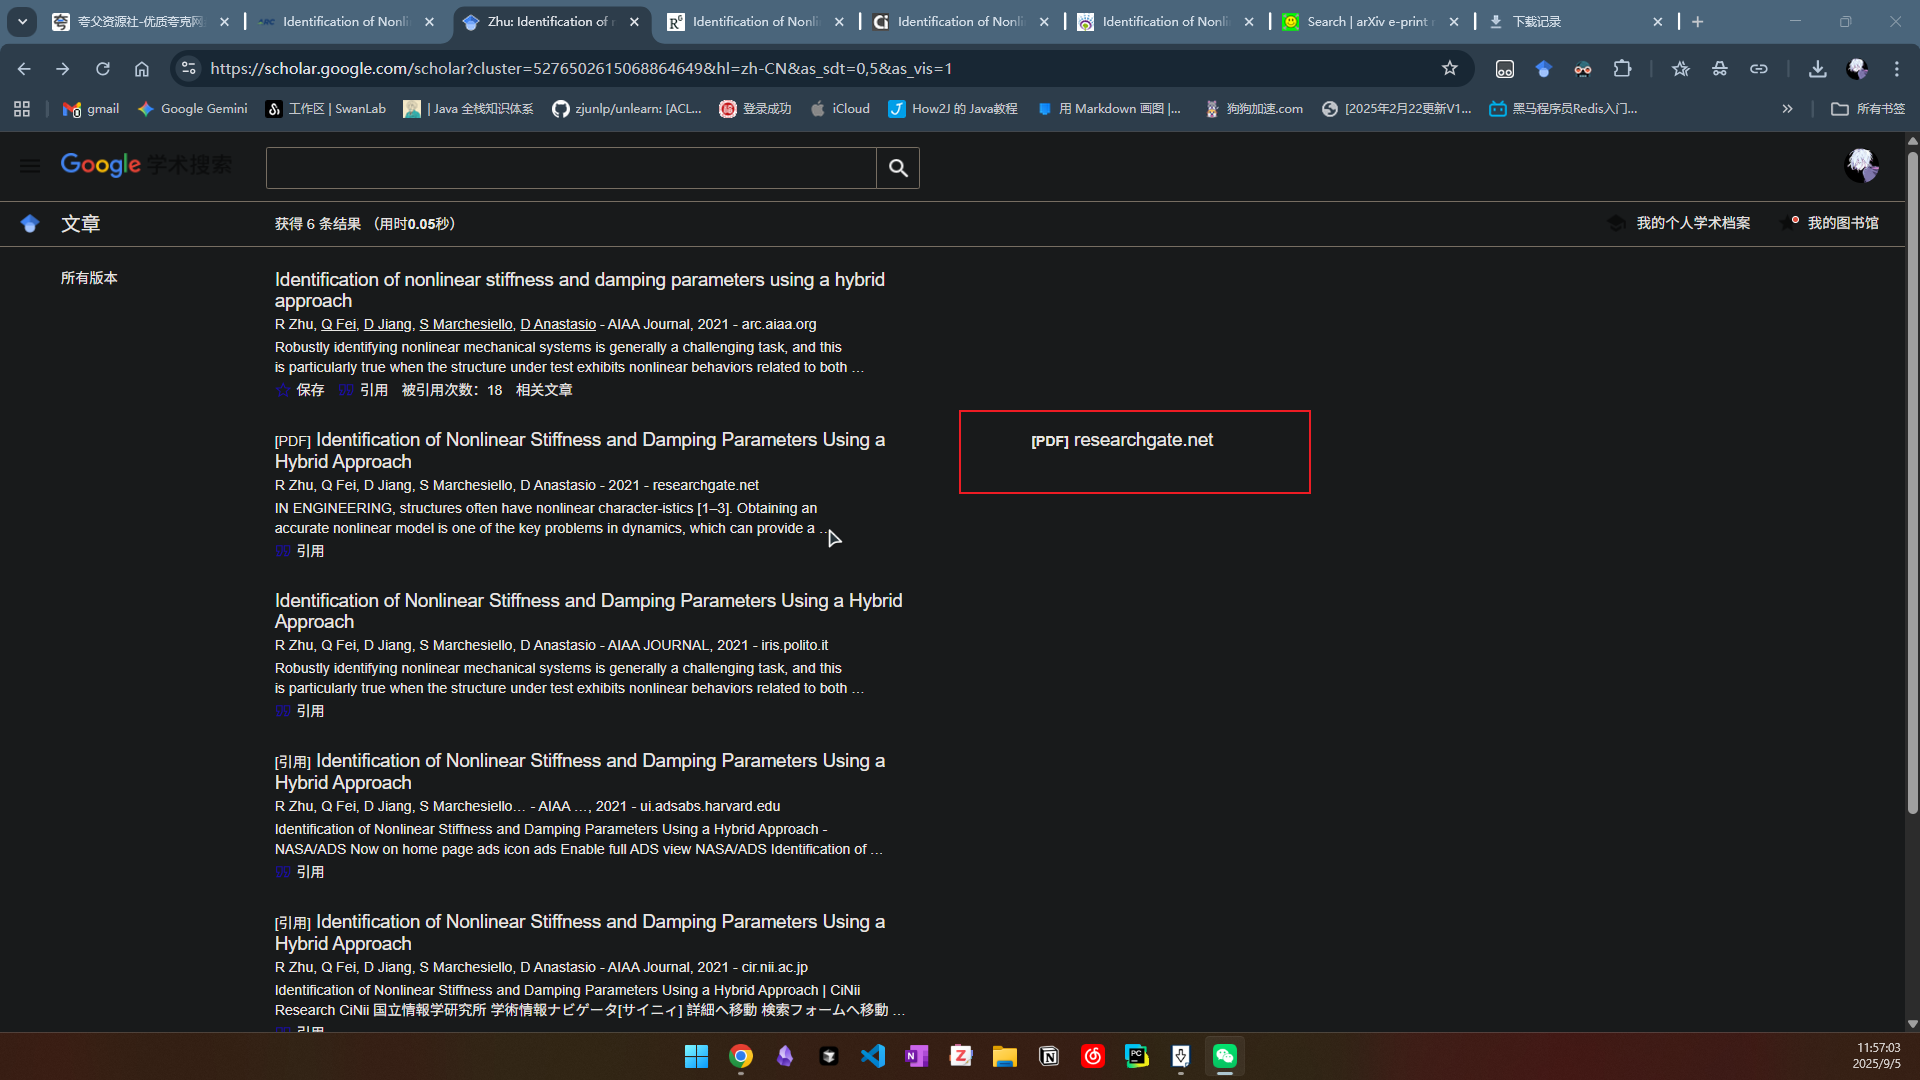 夸父资源社-优质夸克网
Identification of Nonli
Zhu: Identification of n
Identification of Nonli
Identification of Nonli
Identification of Nonli
Search | arXiv e-print r
下载记录
https://scholar.google.com/scholar?cluster=5276502615068864649&hl=zh-CN&as_sdt=0,5&as_vis=1
gmail
Google Gemini
工作区 | SwanLab
| Java 全栈知识体系
zjunlp/unlearn: [ACL...
登录成功
iCloud
How2J 的 Java教程
用 Markdown 画图 |...
狗狗加速.com
[2025年2月22更新V1...
黑马程序员Redis入门...
所有书签
Google 学术搜索
文章
获得 6 条结果 （用时0.05秒）
我的个人学术档案
我的图书馆
所有版本
Identification of nonlinear stiffness and damping parameters using a hybrid
approach
R Zhu, Q Fei, D Jiang, S Marchesiello, D Anastasio - AIAA Journal, 2021 - arc.aiaa.org
Robustly identifying nonlinear mechanical systems is generally a challenging task, and this
is particularly true when the structure under test exhibits nonlinear behaviors related to both …
保存 引用 被引用次数：18 相关文章
[PDF] Identification of Nonlinear Stiffness and Damping Parameters Using a
Hybrid Approach
[PDF] researchgate.net
R Zhu, Q Fei, D Jiang, S Marchesiello, D Anastasio - 2021 - researchgate.net
IN ENGINEERING, structures often have nonlinear character-istics [1–3]. Obtaining an
accurate nonlinear model is one of the key problems in dynamics, which can provide a …
引用
Identification of Nonlinear Stiffness and Damping Parameters Using a Hybrid
Approach
R Zhu, Q Fei, D Jiang, S Marchesiello, D Anastasio - AIAA JOURNAL, 2021 - iris.polito.it
Robustly identifying nonlinear mechanical systems is generally a challenging task, and this
is particularly true when the structure under test exhibits nonlinear behaviors related to both …
引用
[引用] Identification of Nonlinear Stiffness and Damping Parameters Using a
Hybrid Approach
R Zhu, Q Fei, D Jiang, S Marchesiello… - AIAA …, 2021 - ui.adsabs.harvard.edu
Identification of Nonlinear Stiffness and Damping Parameters Using a Hybrid Approach -
NASA/ADS Now on home page ads icon ads Enable full ADS view NASA/ADS Identification of …
引用
[引用] Identification of Nonlinear Stiffness and Damping Parameters Using a
Hybrid Approach
R Zhu, Q Fei, D Jiang, S Marchesiello, D Anastasio - AIAA Journal, 2021 - cir.nii.ac.jp
Identification of Nonlinear Stiffness and Damping Parameters Using a Hybrid Approach | CiNii
Research CiNii 国立情報学研究所 学術情報ナビゲータ[サイニィ] 詳細へ移動 検索フォームへ移動 …
引用
11:57:03
2025/9/5